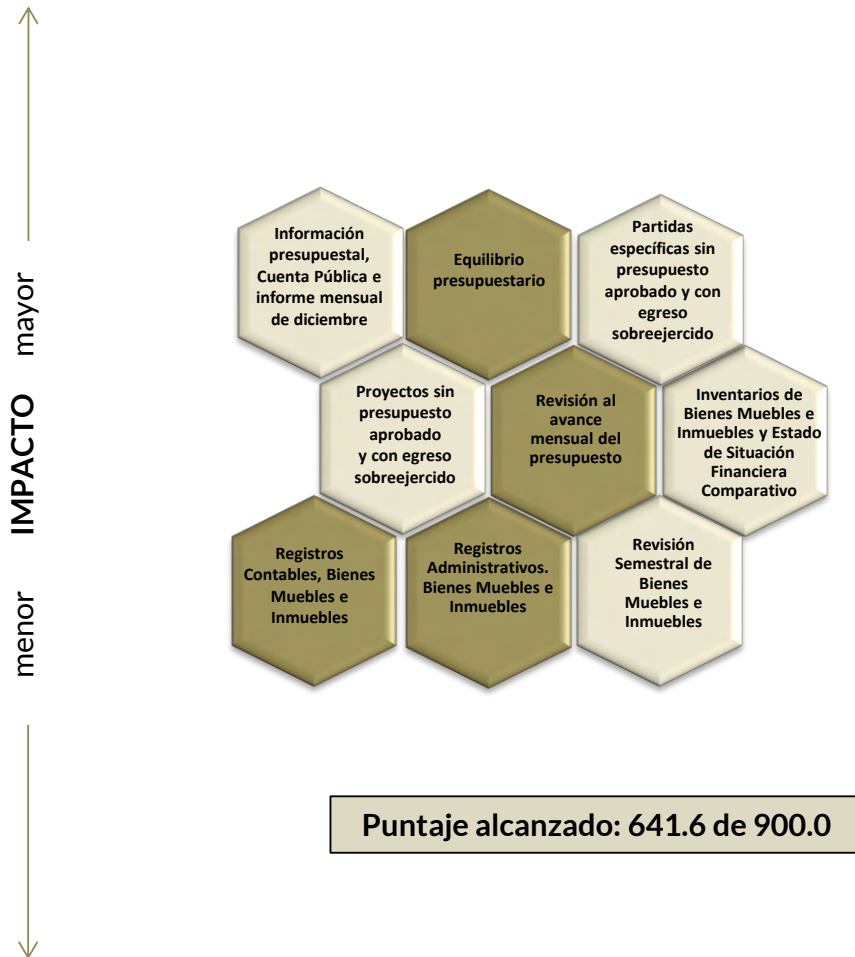 mayor
IMPACTO
menor
Información
presupuestal,
Cuenta Pública e
informe mensual
de diciembre
Equilibrio
presupuestario
Partidas
específicas sin
presupuesto
aprobado y con
egreso
sobreejercido
Proyectos sin
presupuesto
aprobado
y con egreso
sobreejercido
Revisión al
avance
mensual del
presupuesto
Inventarios de
Bienes Muebles e
Inmuebles y Estado
de Situación
Financiera
Comparativo
Registros
Contables, Bienes
Muebles e
Inmuebles
Registros
Administrativos.
Bienes Muebles e
Inmuebles
Revisión
Semestral de
Bienes
Muebles e
Inmuebles
Puntaje alcanzado: 641.6 de 900.0